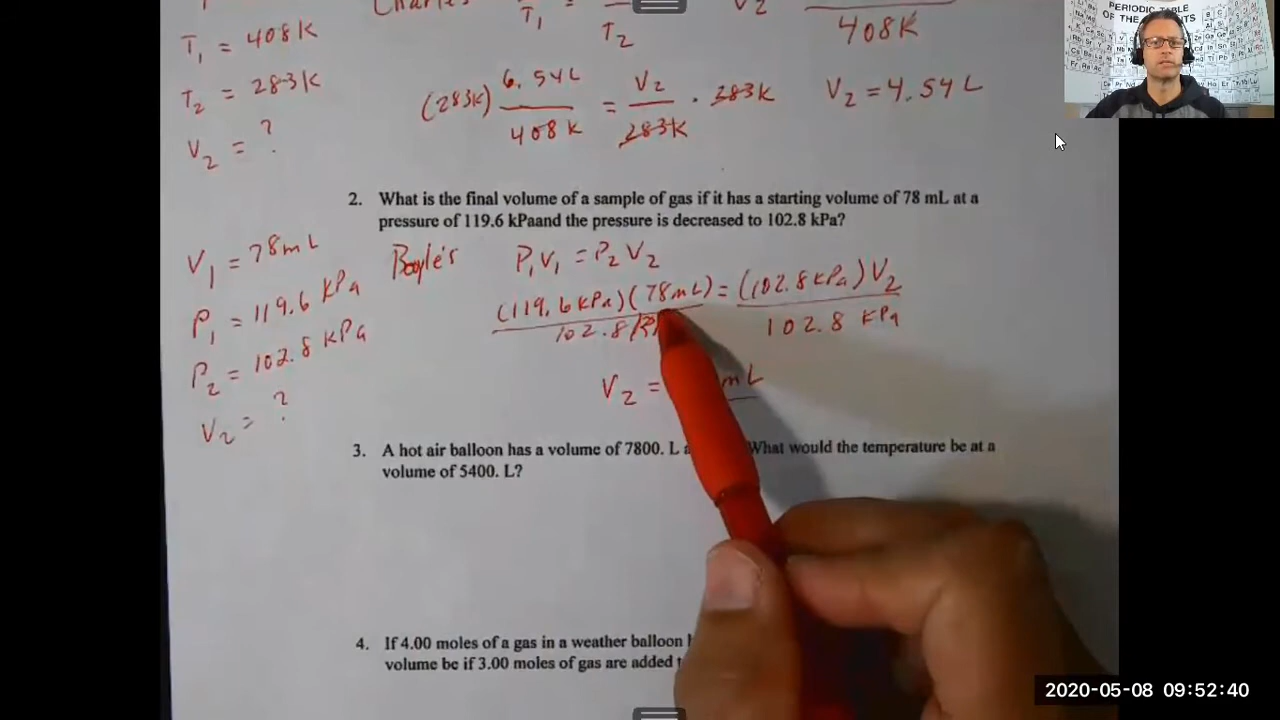 Charles
T1 =
T2
V2
408K
T1 = 408K
T2 = 283K
V2 = ?
(283K) 6.54L / 408K = V2 / 283K · 283K
V2 = 4.54L
PERIODIC TABLE
OF THE
2. What is the final volume of a sample of gas if it has a starting volume of 78 mL at a
pressure of 119.6 kPaand the pressure is decreased to 102.8 kPa?
V1 = 78mL
P1 = 119.6 KPa
P2 = 102.8 KPa
V2 = ?
Boyle's
P1V1 = P2V2
(119.6KPa)(78mL) = (102.8KPa)V2
102.8
102.8 KPa
V2 = mL
3. A hot air balloon has a volume of 7800. L What would the temperature be at a
volume of 5400. L?
4. If 4.00 moles of a gas in a weather balloon
volume be if 3.00 moles of gas are added
2020-05-08 09:52:40